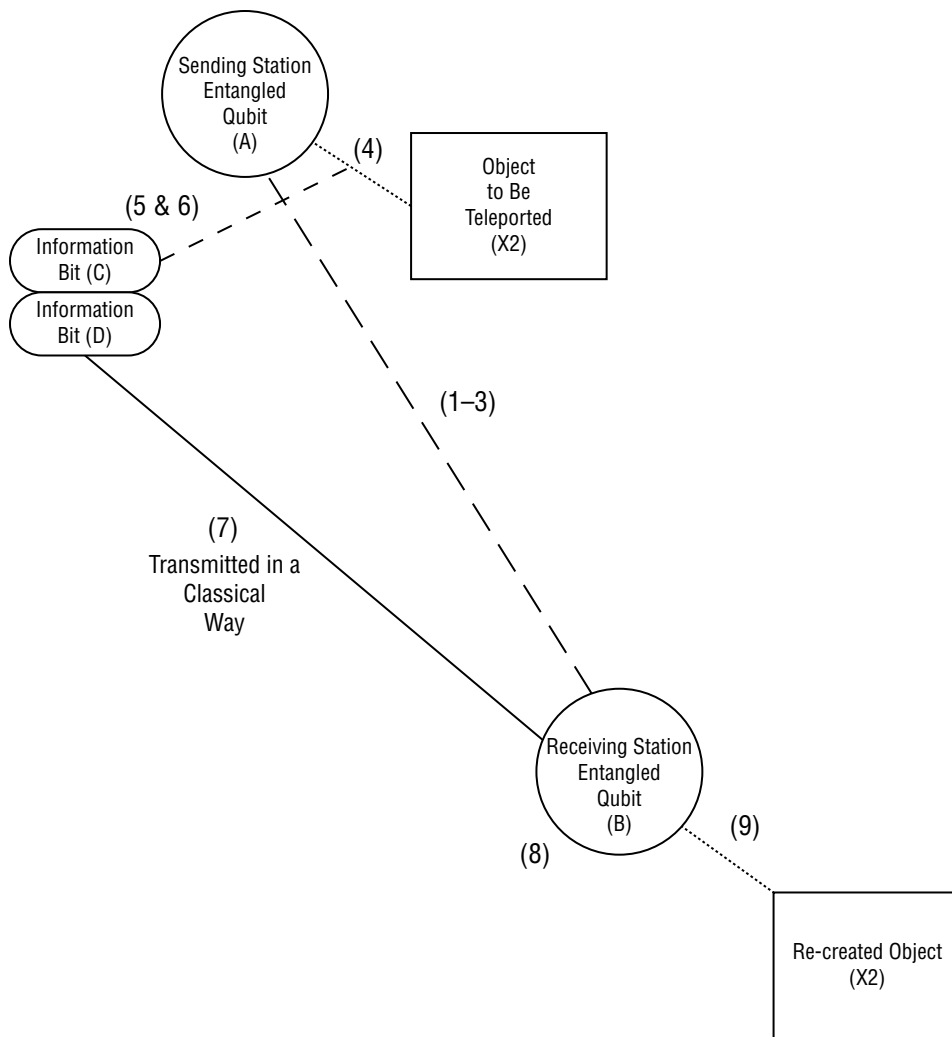 Sending Station
Entangled
Qubit
(A)
(4)
Object
to Be
Teleported
(X2)
(5 & 6)
Information
Bit (C)
Information
Bit (D)
(1–3)
(7)
Transmitted in a
Classical
Way
Receiving Station
Entangled
Qubit
(B)
(8)
(9)
Re-created Object
(X2)